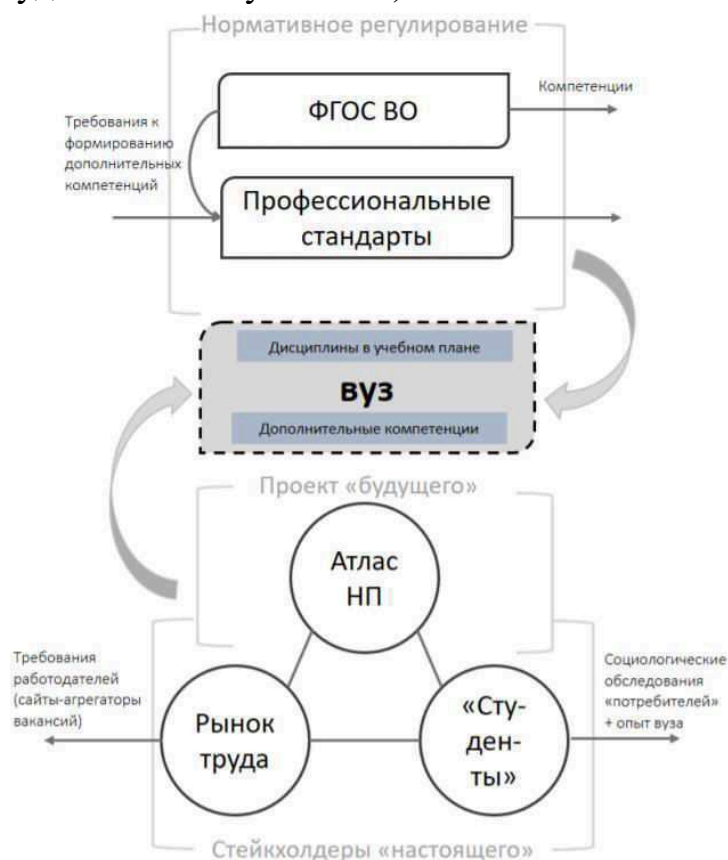 Нормативное регулирование
ФГОС ВО
Компетенции
Требования к
формированию
дополнительных
компетенций
Профессиональные
стандарты
Дисциплины в учебном плане
вуз
Дополнительные компетенции
Проект «будущего»
Атлас
НП
Требования
работодателей
(сайты-агрегаторы
вакансий)
Рынок
труда
«Сту-
ден-
ты»
Социологические
обследования
«потребителей»
+ опыт вуза
Стейкхолдеры «настоящего»